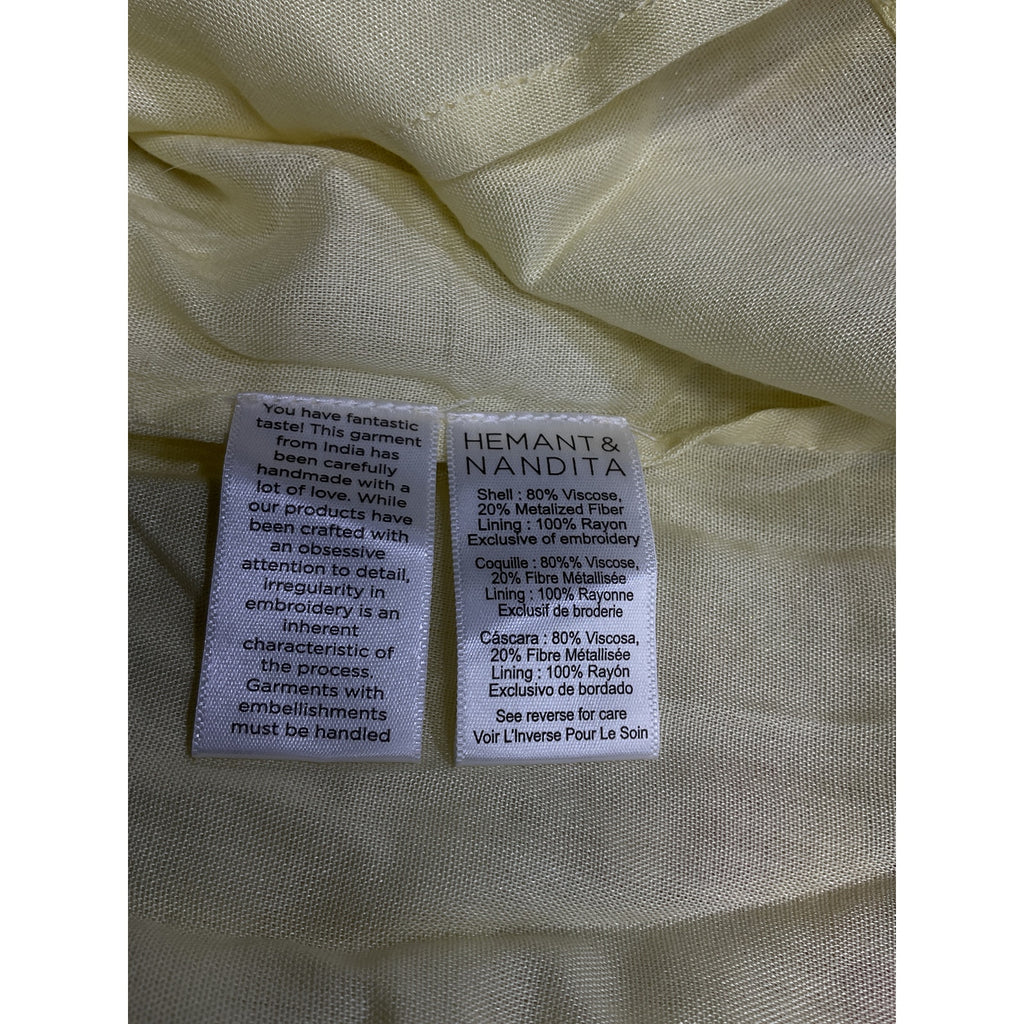 You have fantastic
taste! This garment
from India has
been carefully
handmade with a
lot of love. While
our products have
been crafted with
an obsessive
attention to detail,
irregularity in
embroidery is an
inherent
characteristic of
the process.
Garments with
embellishments
must be handled
HEMANT &
NANDITA
Shell : 80% Viscose,
20% Metalized Fiber
Lining : 100% Rayon
Exclusive of embroidery
Coquille : 80%% Viscose,
20% Fibre Métallisée
Lining : 100% Rayonne
Exclusif de broderie
Cáscara : 80% Viscosa,
20% Fibre Métallisée
Lining : 100% Rayón
Exclusivo de bordado
See reverse for care
Voir L'Inverse Pour Le Soin